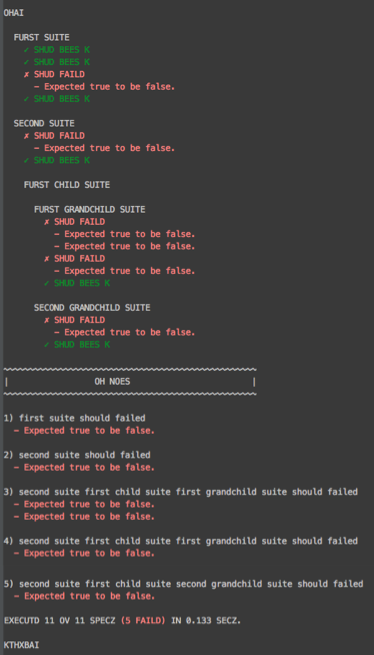 OHAI
FURST SUITE
✓ SHUD BEES K
✓ SHUD BEES K
✗ SHUD FAILD
- Expected true to be false.
✓ SHUD BEES K
SECOND SUITE
✗ SHUD FAILD
- Expected true to be false.
✓ SHUD BEES K
FURST CHILD SUITE
FURST GRANDCHILD SUITE
✗ SHUD FAILD
- Expected true to be false.
- Expected true to be false.
✗ SHUD FAILD
- Expected true to be false.
✓ SHUD BEES K
SECOND GRANDCHILD SUITE
✗ SHUD FAILD
- Expected true to be false.
✓ SHUD BEES K
| OH NOES |
1) first suite should failed
- Expected true to be false.
2) second suite should failed
- Expected true to be false.
3) second suite first child suite first grandchild suite should failed
- Expected true to be false.
- Expected true to be false.
4) second suite first child suite first grandchild suite should failed
- Expected true to be false.
5) second suite first child suite second grandchild suite should failed
- Expected true to be false.
EXECUTD 11 OV 11 SPECZ (5 FAILD) IN 0.133 SECZ.
KTHXBAI